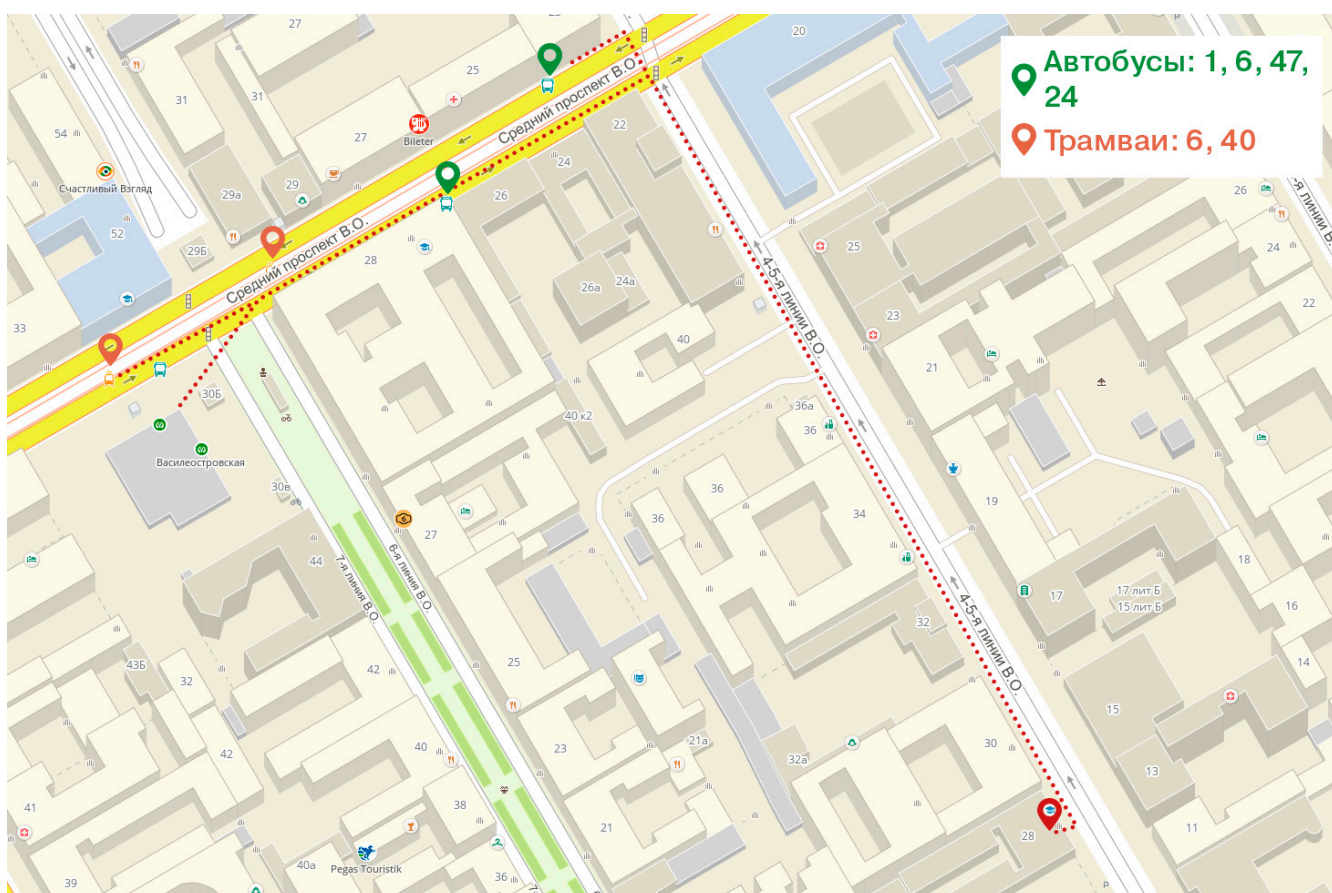 Автобусы: 1, 6, 47,
24
Трамваи: 6, 40
27
25
20
31
31
25
27
Bileter
Средний проспект В.О.
54
Счастливый Взгляд
29а
29
22
24
26
52
29Б
Средний проспект В.О.
28
26а
24а
4-5-я линии В.О.
25
26
24
22
33
23
21
40
30Б
40 к2
36а
36
Василеостровская
30в
36
36
34
19
27
44
7-я линия В.О.
6-я линия В.О.
18
17
17 лит Б
15 лит Б
16
32
4-5-я линии В.О.
14
43Б
32
42
25
15
42
40
23
21а
32а
30
13
41
38
21
28
11
40а
Pegas Touristik
39
36
P